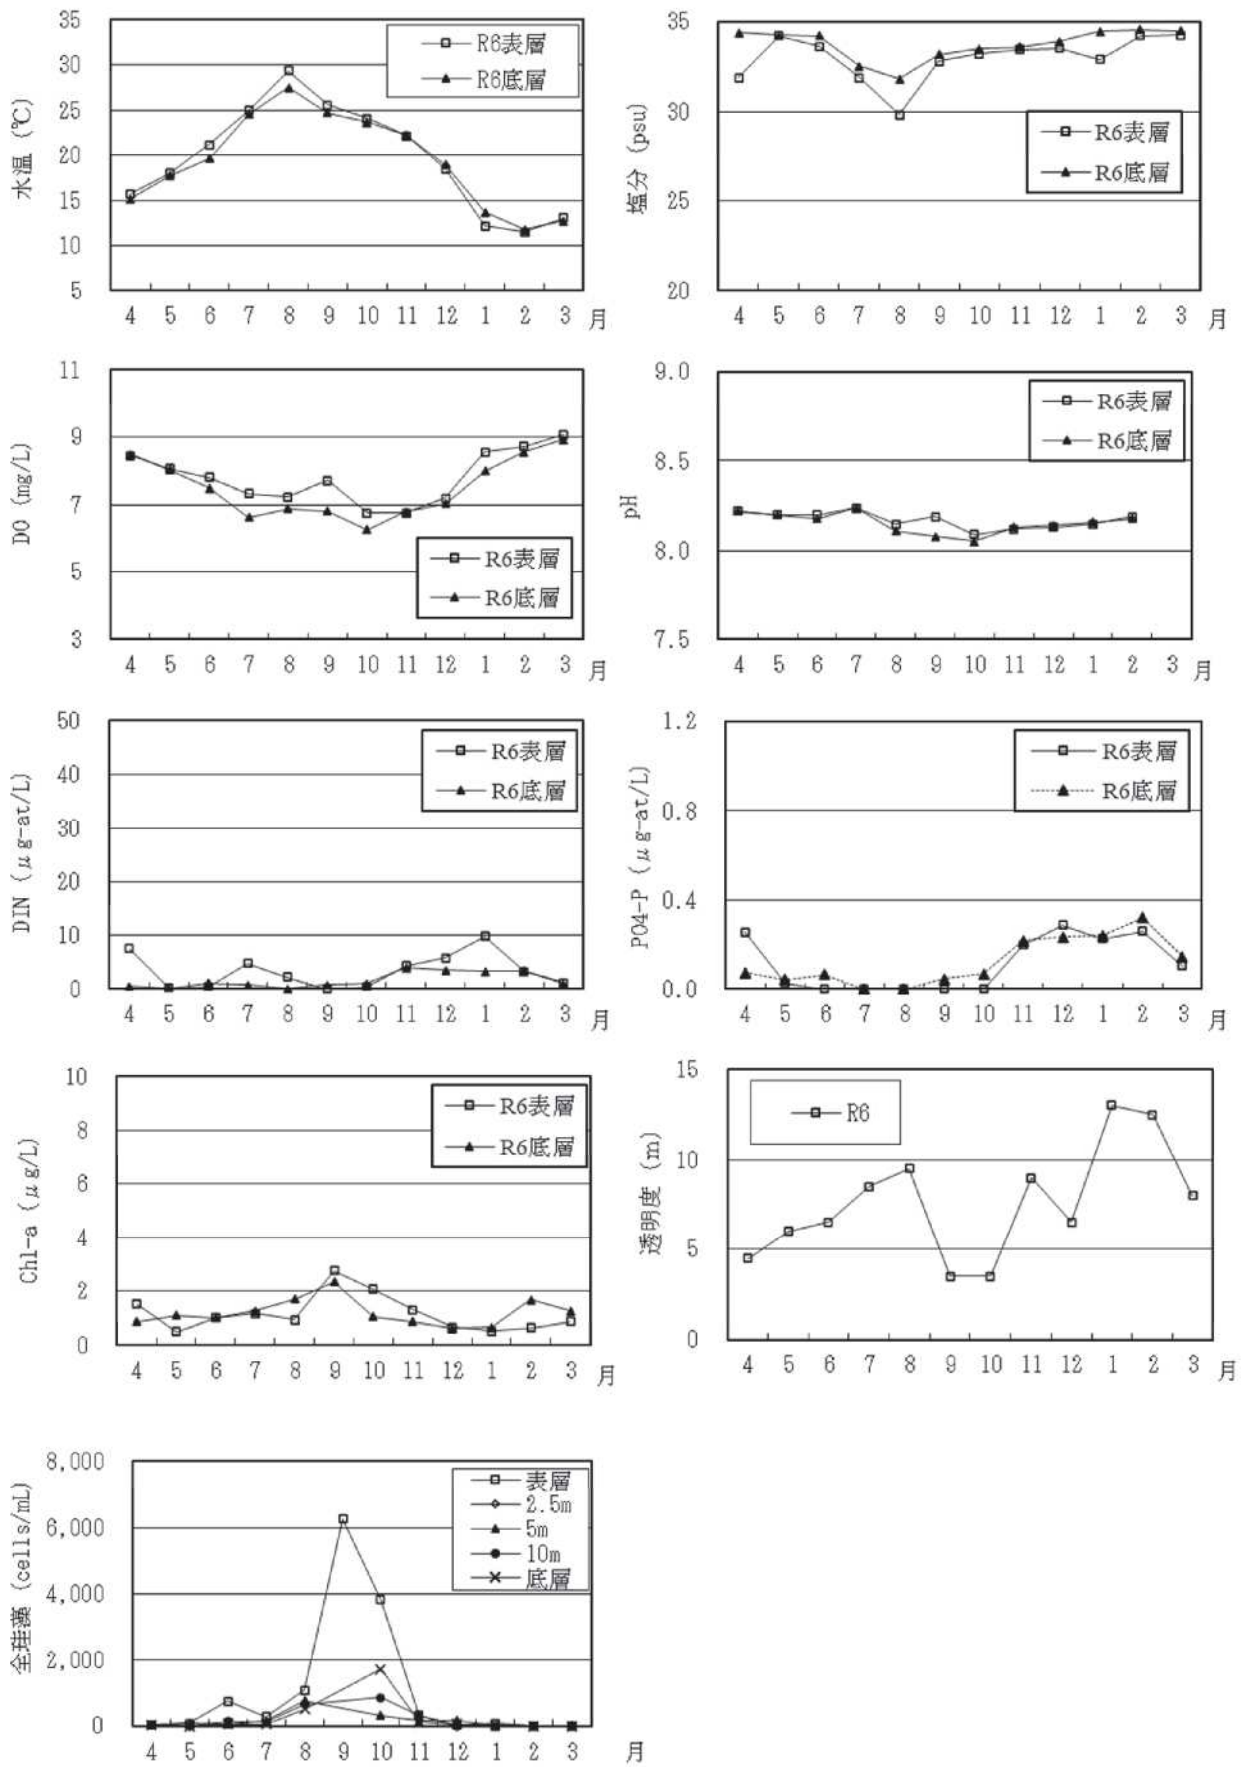 水温 (℃)
35
30
25
20
15
10
5
R6表層
R6底層
4 5 6 7 8 9 10 11 12 1 2 3 月
塩分 (psu)
35
30
25
20
R6表層
R6底層
4 5 6 7 8 9 10 11 12 1 2 3 月
DO (mg/L)
11
9
7
5
3
R6表層
R6底層
4 5 6 7 8 9 10 11 12 1 2 3 月
pH
9.0
8.5
8.0
7.5
R6表層
R6底層
4 5 6 7 8 9 10 11 12 1 2 3 月
DIN (μg-at/L)
50
40
30
20
10
0
R6表層
R6底層
4 5 6 7 8 9 10 11 12 1 2 3 月
PO4-P (μg-at/L)
1.2
0.8
0.4
0.0
R6表層
R6底層
4 5 6 7 8 9 10 11 12 1 2 3 月
Chl-a (μg/L)
10
8
6
4
2
0
R6表層
R6底層
4 5 6 7 8 9 10 11 12 1 2 3 月
透明度 (m)
15
10
5
0
R6
4 5 6 7 8 9 10 11 12 1 2 3 月
全珪藻 (cells/mL)
8,000
6,000
4,000
2,000
0
表層
2.5m
5m
10m
底層
4 5 6 7 8 9 10 11 12 1 2 3 月